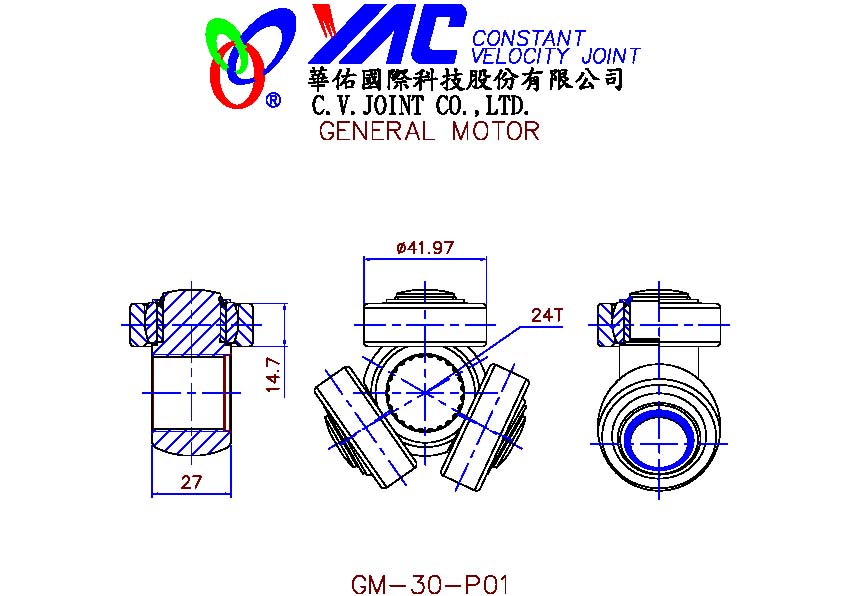 YAC CONSTANT
VELOCITY JOINT
®
華佑國際科技股份有限公司
C.V.JOINT CO.,LTD.
GENERAL MOTOR
ø41.97
24T
14.7
27
GM-30-P01